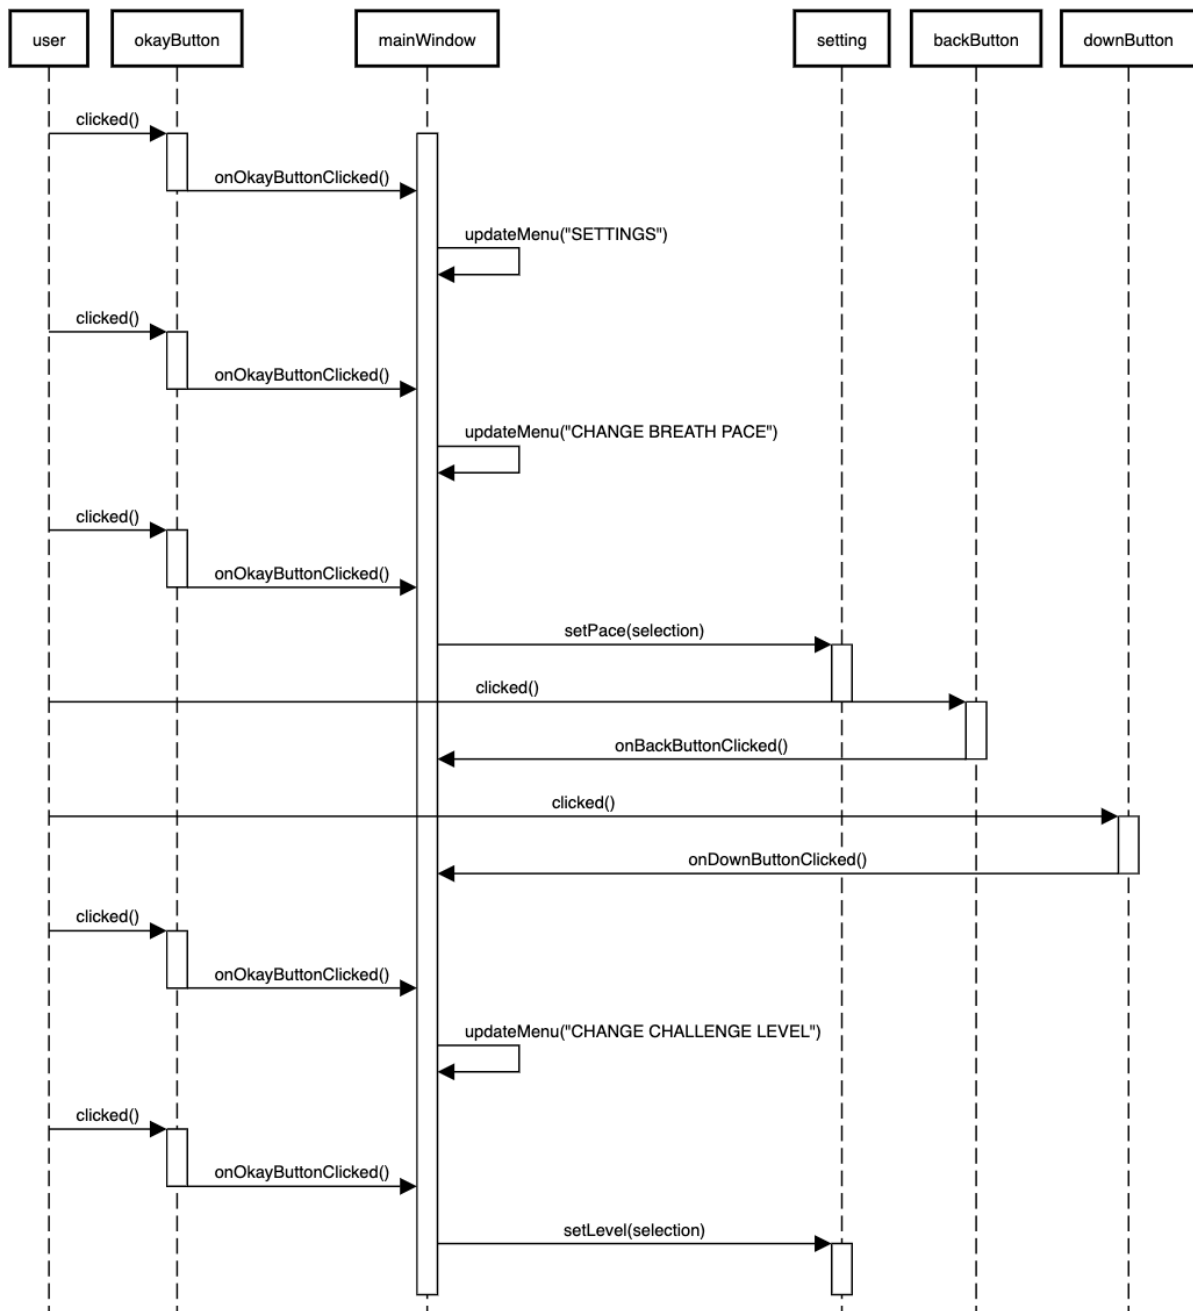 user okayButton mainWindow setting backButton downButton
clicked()
onOkayButtonClicked()
updateMenu("SETTINGS")
clicked()
onOkayButtonClicked()
updateMenu("CHANGE BREATH PACE")
clicked()
onOkayButtonClicked()
setPace(selection)
clicked()
onBackButtonClicked()
clicked()
onDownButtonClicked()
clicked()
onOkayButtonClicked()
updateMenu("CHANGE CHALLENGE LEVEL")
clicked()
onOkayButtonClicked()
setLevel(selection)